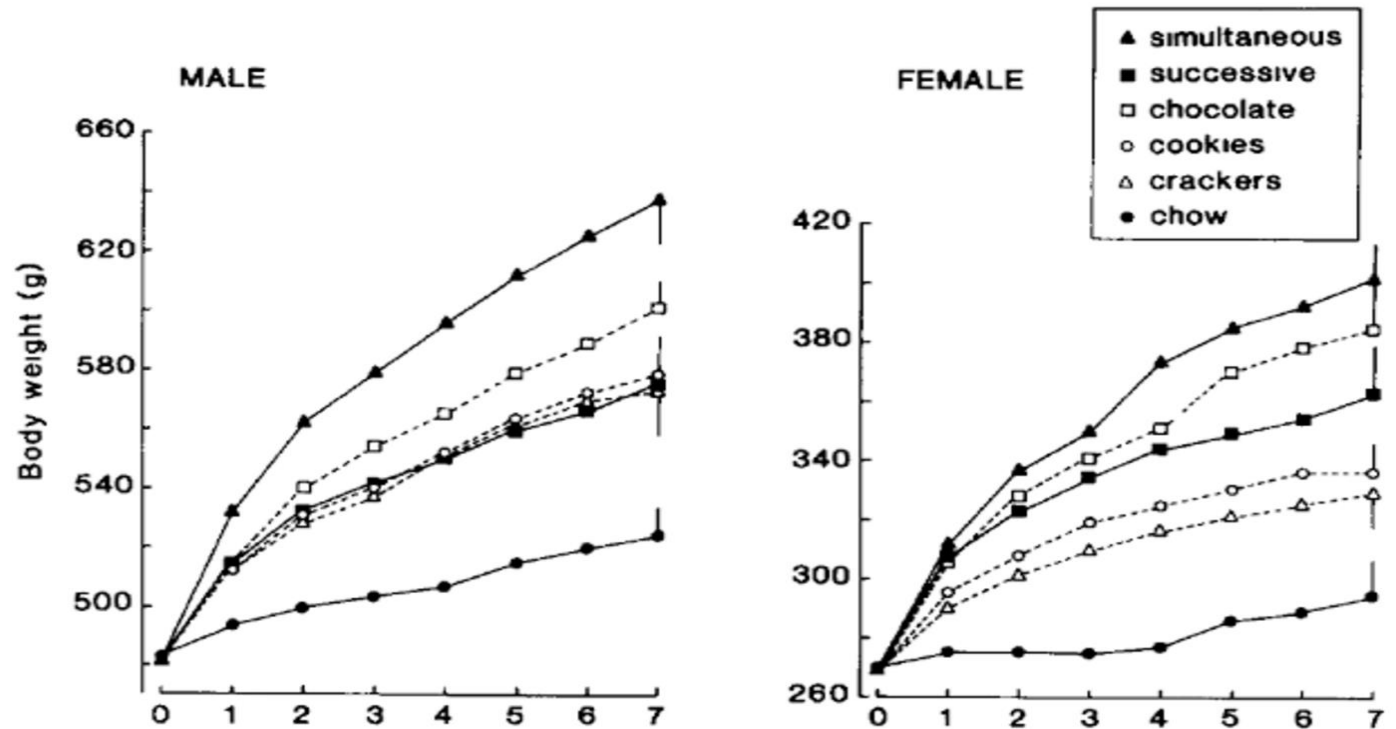 MALE
660
620
580
540
500
Body weight (g)
0 1 2 3 4 5 6 7
FEMALE
simultaneous
successive
chocolate
cookies
crackers
chow
420
380
340
300
260
0 1 2 3 4 5 6 7